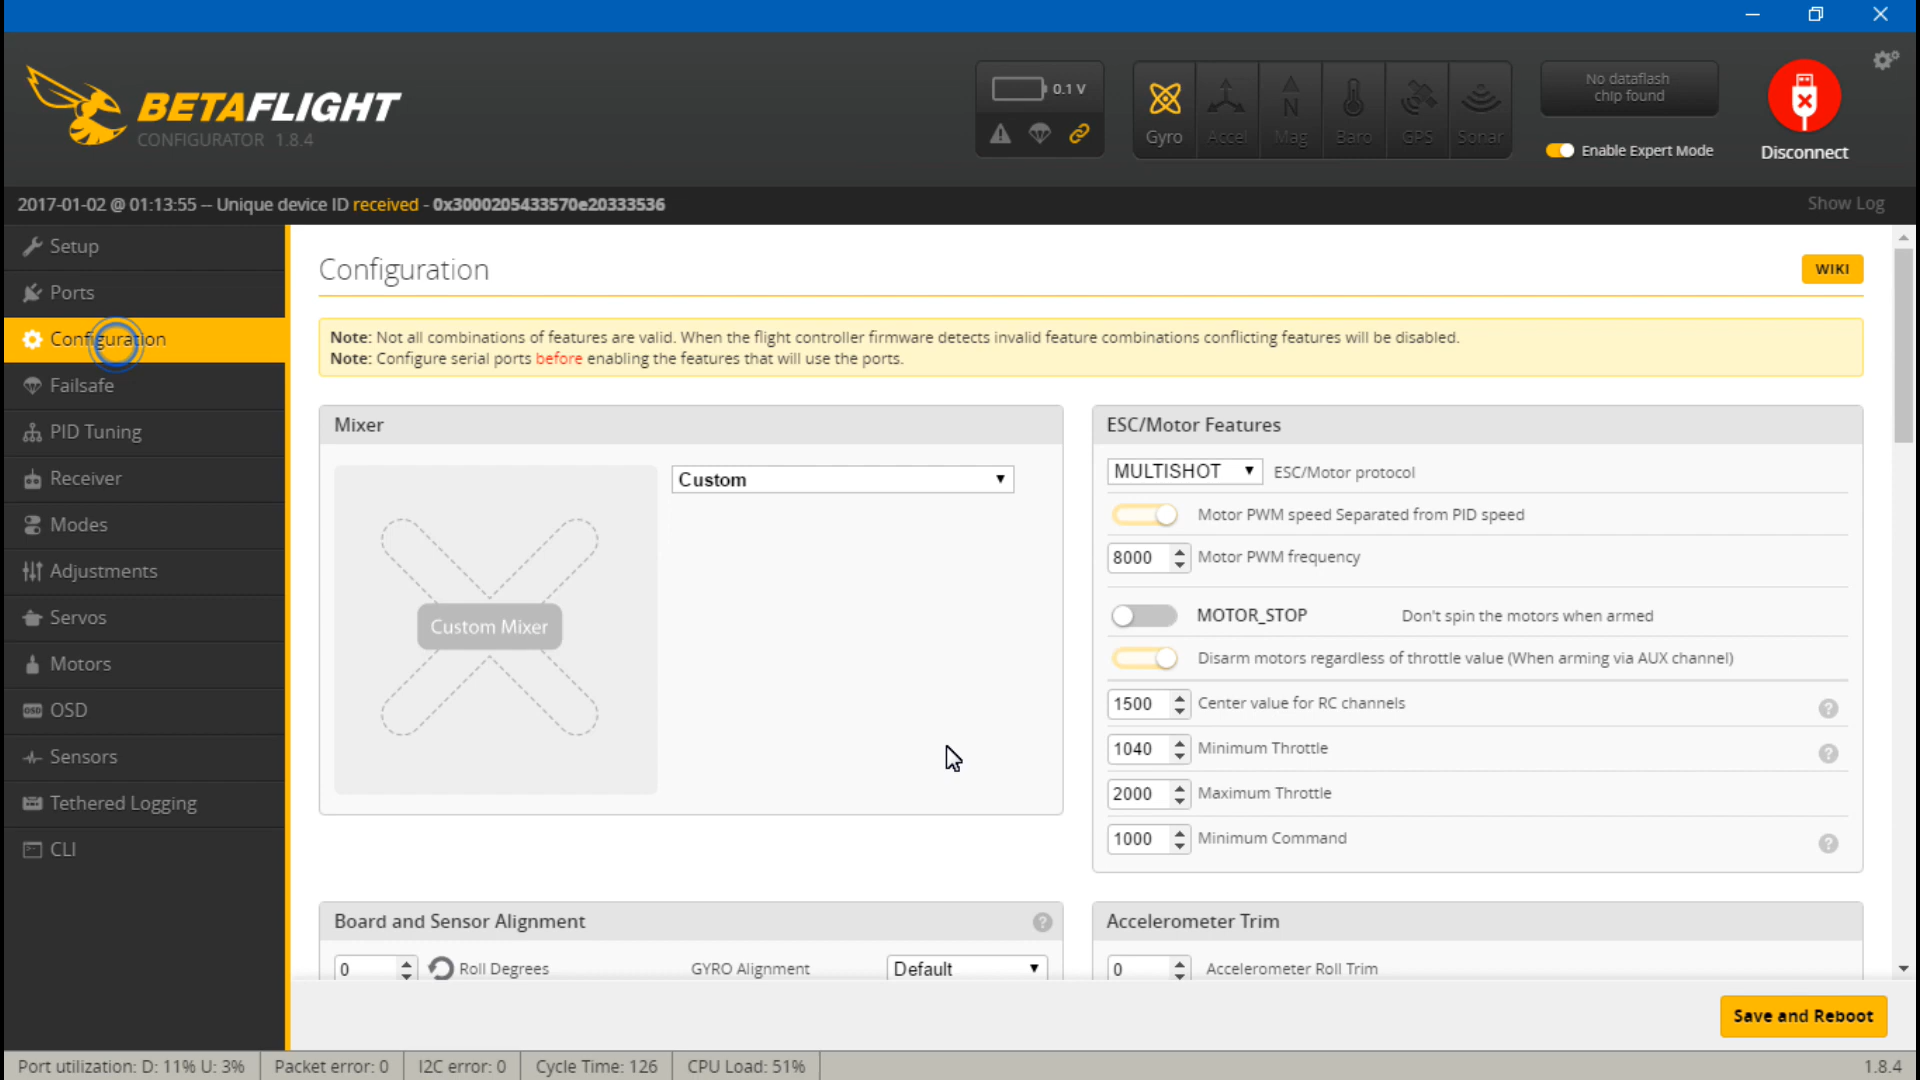 BETAFLIGHT
CONFIGURATOR 1.8.4
0.1 V
Gyro
Accel
Mag
Baro
GPS
Sonar
No dataflash
chip found
Enable Expert Mode
Disconnect
2017-01-02 @ 01:13:55 -- Unique device ID received - 0x3000205433570e20333536
Show Log
Setup
Ports
Configuration
Failsafe
PID Tuning
Receiver
Modes
Adjustments
Servos
Motors
OSD OSD
Sensors
Tethered Logging
CLI
Configuration
WIKI
Note: Not all combinations of features are valid. When the flight controller firmware detects invalid feature combinations conflicting features will be disabled.
Note: Configure serial ports before enabling the features that will use the ports.
Mixer
Custom
Custom Mixer
ESC/Motor Features
MULTISHOT ESC/Motor protocol
Motor PWM speed Separated from PID speed
8000 Motor PWM frequency
MOTOR_STOP Don't spin the motors when armed
Disarm motors regardless of throttle value (When arming via AUX channel)
1500 Center value for RC channels ?
1040 Minimum Throttle ?
2000 Maximum Throttle
1000 Minimum Command ?
Board and Sensor Alignment ?
0 Roll Degrees GYRO Alignment Default
Accelerometer Trim
0 Accelerometer Roll Trim
Save and Reboot
Port utilization: D: 11% U: 3% Packet error: 0 I2C error: 0 Cycle Time: 126 CPU Load: 51% 1.8.4